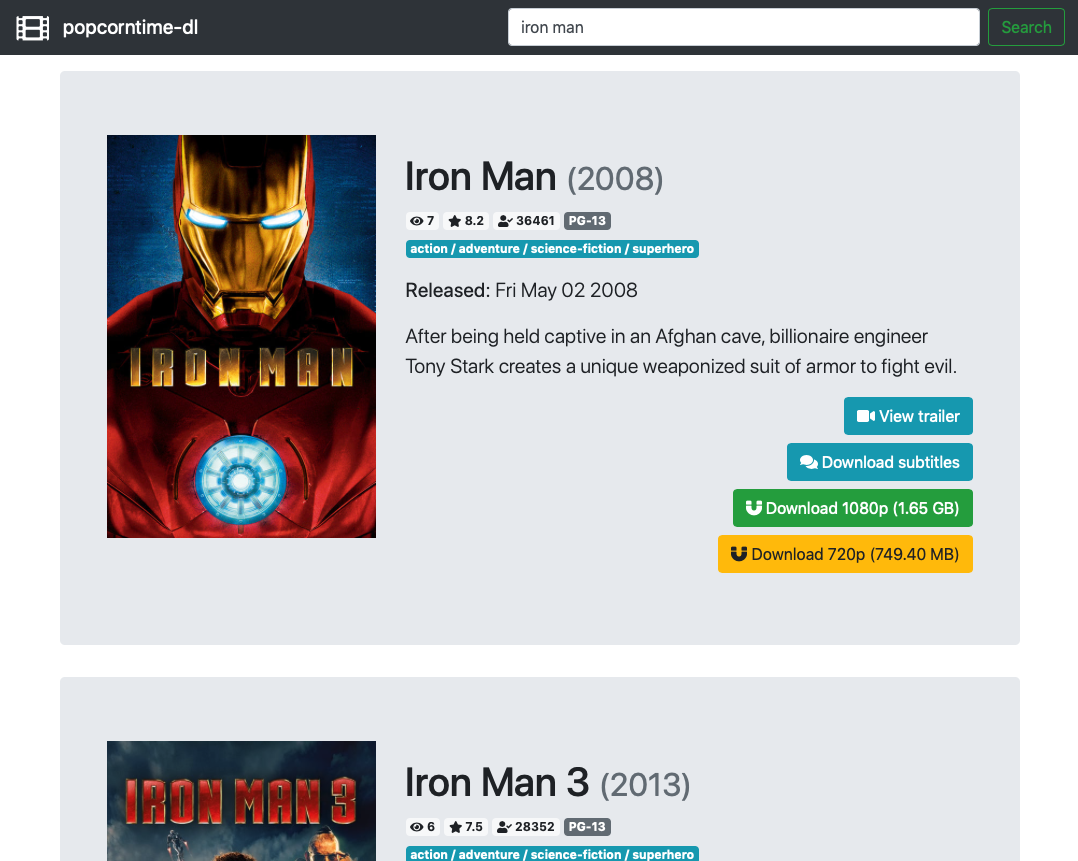 popcorntime-dl
iron man
Search
IRON MAN
Iron Man (2008)
7 8.2 36461 PG-13
action / adventure / science-fiction / superhero
Released: Fri May 02 2008
After being held captive in an Afghan cave, billionaire engineer
Tony Stark creates a unique weaponized suit of armor to fight evil.
View trailer
Download subtitles
Download 1080p (1.65 GB)
Download 720p (749.40 MB)
IRON MAN 3
Iron Man 3 (2013)
6 7.5 28352 PG-13
action / adventure / science-fiction / superhero